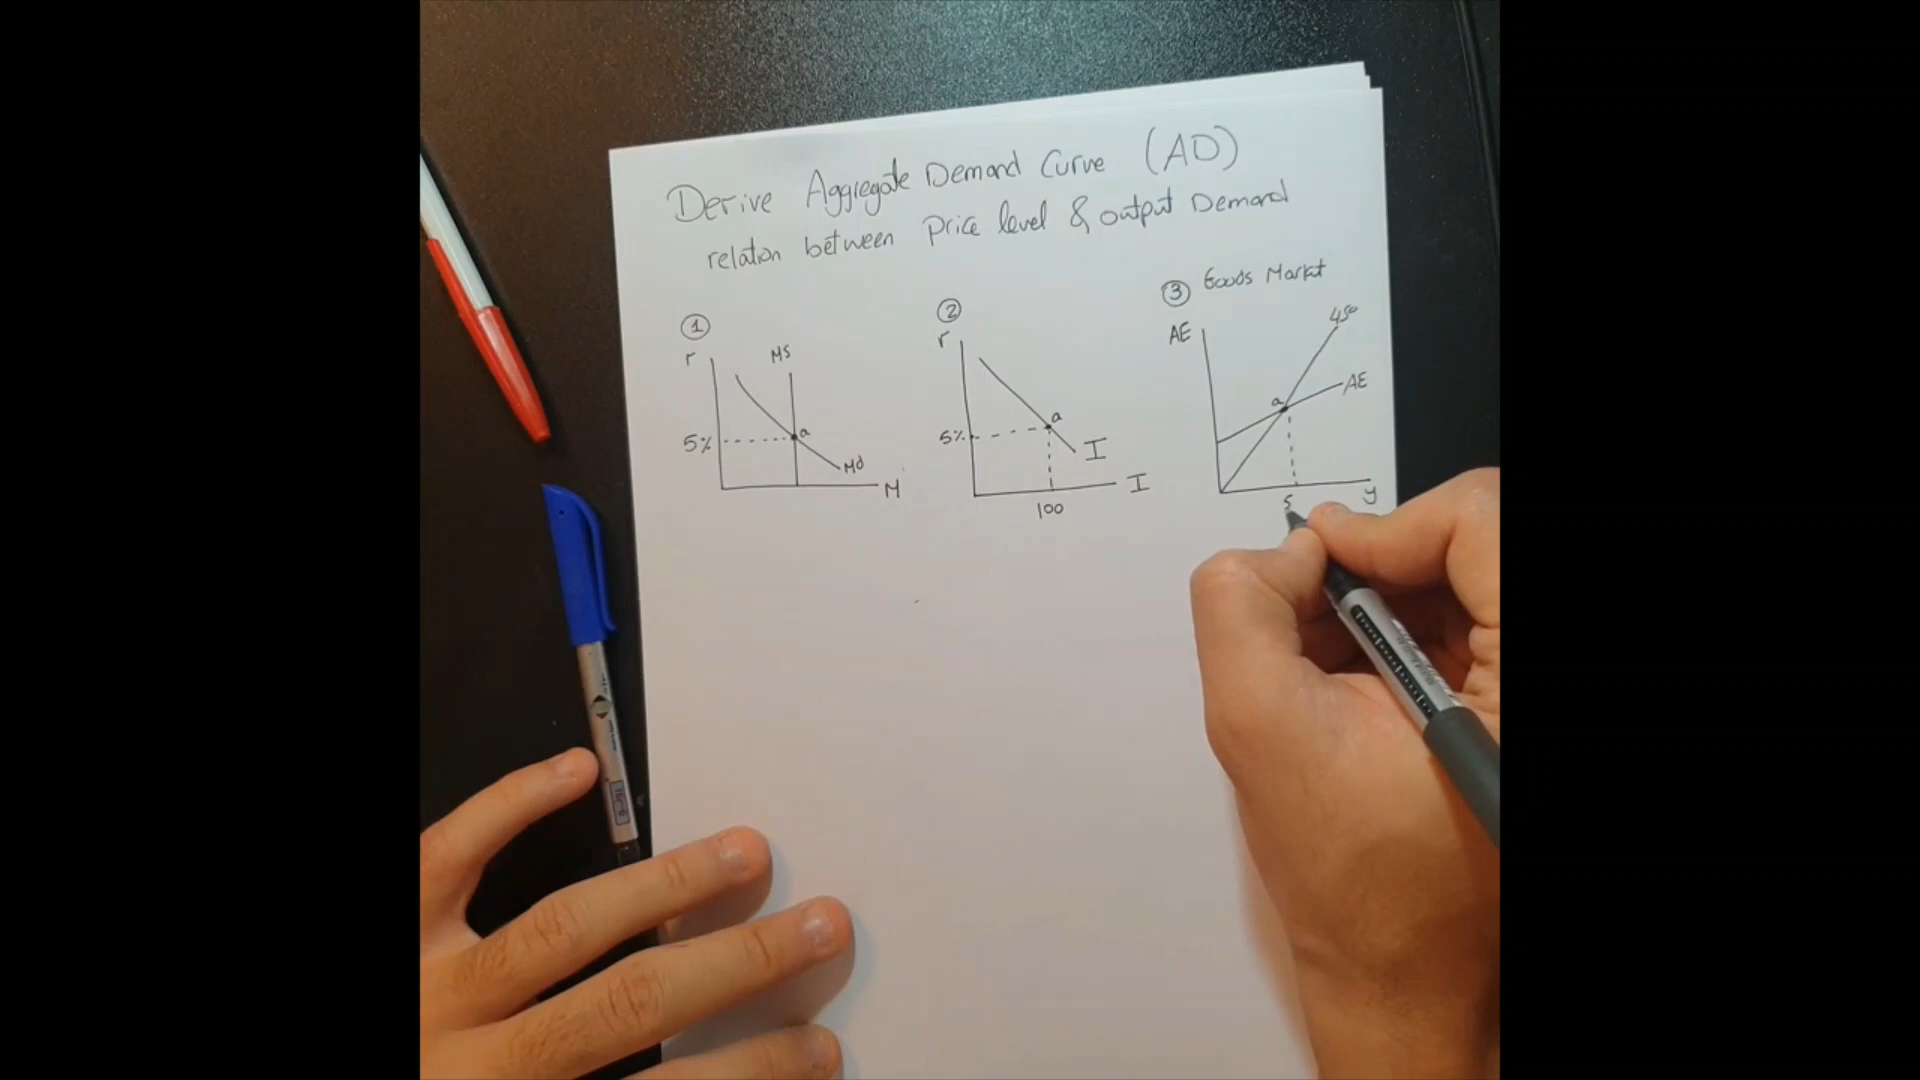 Derive Aggregate Demand Curve (AD)
relation between Price level & output Demand
1
r
MS
5%
a
Md
M
2
r
5%
a
I
I
100
3 Goods Market
AE
45°
AE
a
5
y